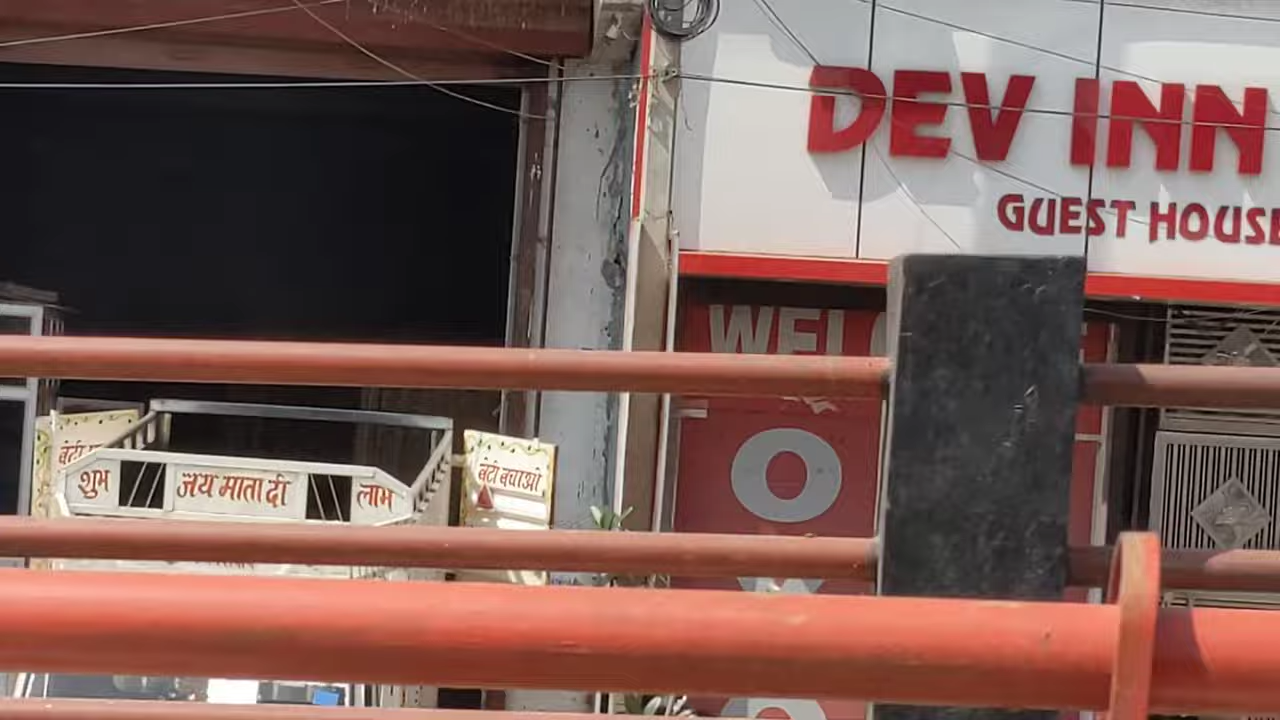 DEV INN
GUEST HOUSE
WEL
O
शुभ
जय माता दी
लाभ
बेटी बचाओ